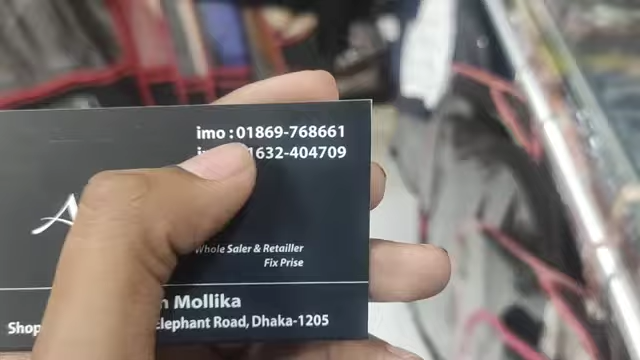 imo : 01869-768661
1632-404709
Whole Saler & Retailler
Fix Prise
Mollika
Shop
Elephant Road, Dhaka-1205